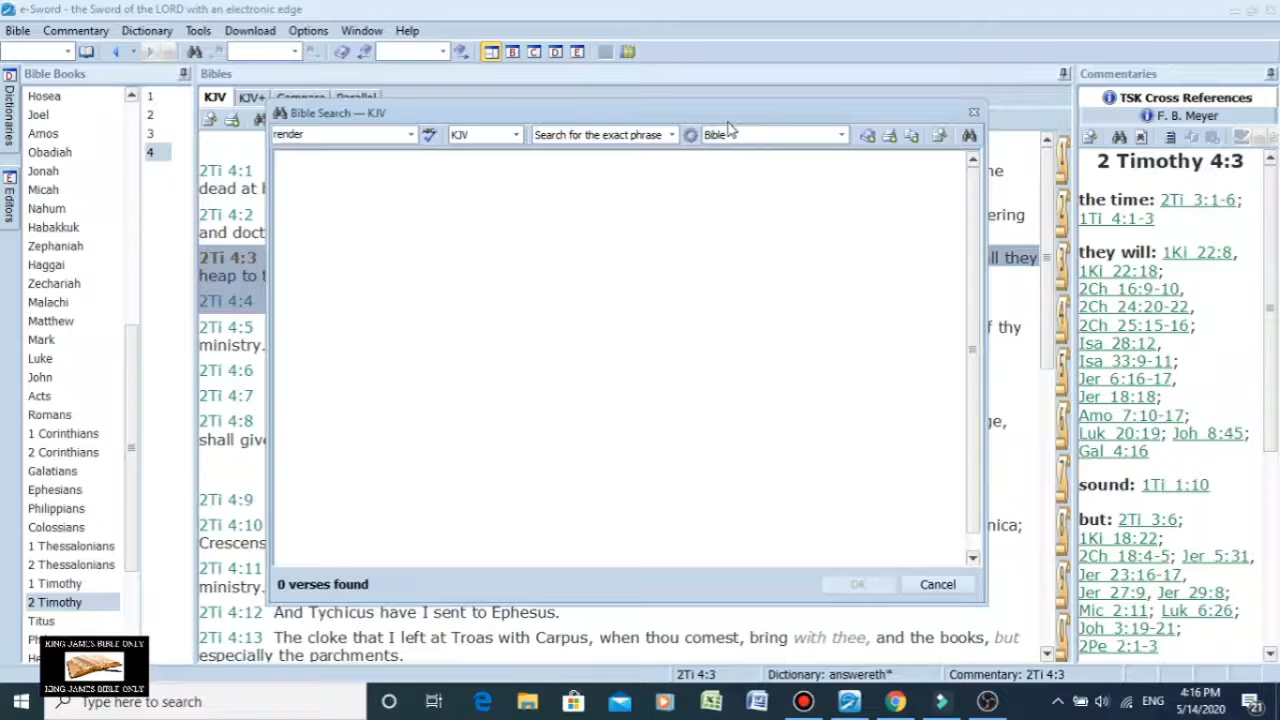 e-Sword, the Sword of the LORD with an electronic edge
Bible Commentary Dictionary Tools Download Options Window Help
B C D E
Bible Books
Bibles
Commentaries
D
Dictionaries
E
Editors
Hosea
Joel
Amos
Obadiah
Jonah
Micah
Nahum
Habakkuk
Zephaniah
Haggai
Zechariah
Malachi
Matthew
Mark
Luke
John
Acts
Romans
1 Corinthians
2 Corinthians
Galatians
Ephesians
Philippians
Colossians
1 Thessalonians
2 Thessalonians
1 Timothy
2 Timothy
Titus
1
2
3
4
KJV KJV+ Compare Parallel
2Ti 4:1
dead at
2Ti 4:2
ering
and doct
2Ti 4:3
ll they
heap to t
2Ti 4:4
2Ti 4:5
f thy
ministry.
2Ti 4:6
2Ti 4:7
2Ti 4:8
ge,
shall give
2Ti 4:9
2Ti 4:10
nica;
Crescens
2Ti 4:11
ministry.
2Ti 4:12 And Tychicus have I sent to Ephesus.
2Ti 4:13 The cloke that I left at Troas with Carpus, when thou comest, bring with thee, and the books, but
especially the parchments.
Bible Search — KJV
render KJV Search for the exact phrase Bible
0 verses found
OK
Cancel
TSK Cross References
F. B. Meyer
2 Timothy 4:3
the time: 2Ti 3:1-6;
1Ti 4:1-3
they will: 1Ki 22:8,
1Ki 22:18;
2Ch 16:9-10,
2Ch 24:20-22,
2Ch 25:15-16;
Isa 28:12,
Isa 33:9-11;
Jer 6:16-17,
Jer 18:18;
Amo 7:10-17;
Luk 20:19; Joh 8:45;
Gal 4:16
sound: 1Ti 1:10
but: 2Ti 3:6;
1Ki 18:22;
2Ch 18:4-5; Jer 5:31,
Jer 23:16-17,
Jer 27:9, Jer 29:8;
Mic 2:11; Luk 6:26;
Joh 3:19-21;
2Pe 2:1-3
2Ti 4:3
Dictionary: answereth*
Commentary: 2Ti 4:3
KING JAMES BIBLE ONLY
KING JAMES BIBLE ONLY
Type here to search
ENG
4:16 PM
5/14/2020
21